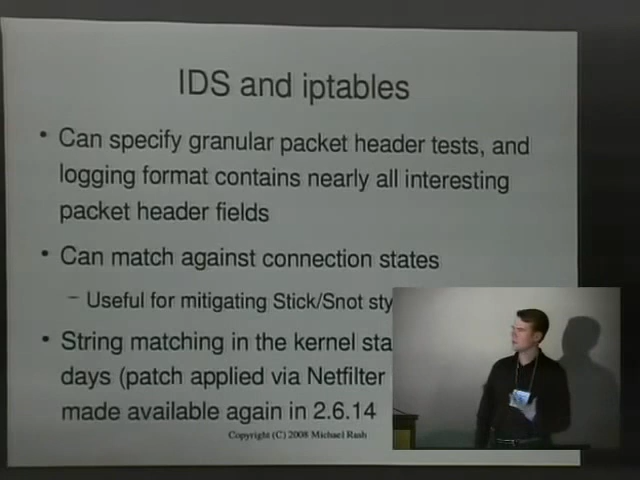 IDS and iptables
• Can specify granular packet header tests, and
logging format contains nearly all interesting
packet header fields
• Can match against connection states
– Useful for mitigating Stick/Snot sty
• String matching in the kernel sta
days (patch applied via Netfilter
made available again in 2.6.14
Copyright (C) 2008 Michael Rash